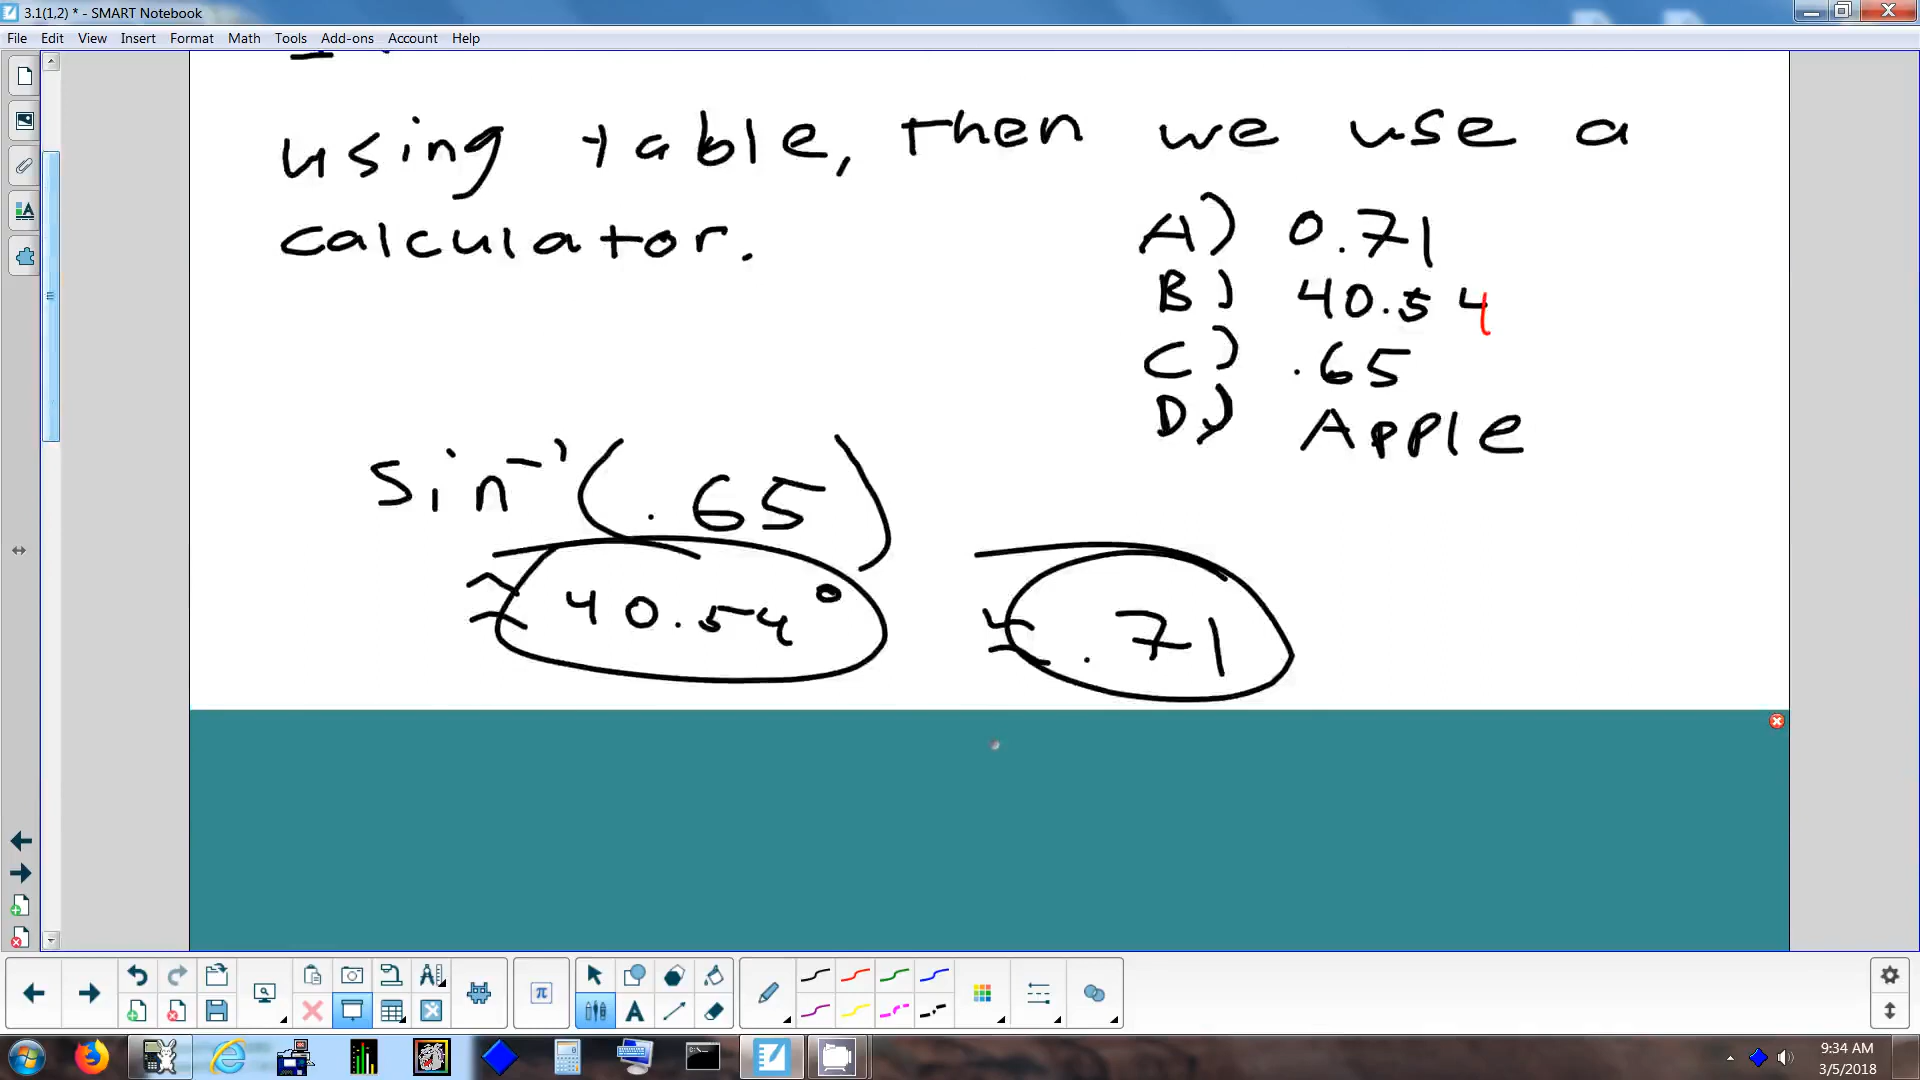 3.1(1,2) * - SMART Notebook
File Edit View Insert Format Math Tools Add-ons Account Help
using table, then we use a
calculator.
A) 0.71
B) 40.54
C) .65
D) Apple
sin⁻¹(.65)
≈ 40.54° ≈ .71
π
A
9:34 AM
3/5/2018